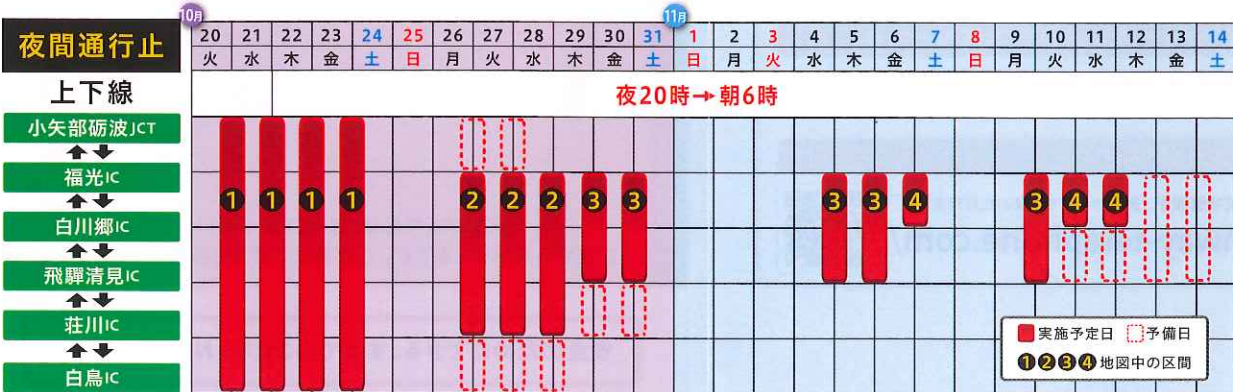 10月 11月
夜間通行止 20 21 22 23 24 25 26 27 28 29 30 31 1 2 3 4 5 6 7 8 9 10 11 12 13 14
火 水 木 金 土 日 月 火 水 木 金 土 日 月 火 水 木 金 土 日 月 火 水 木 金 土
上下線 夜20時→朝6時
小矢部砺波JCT
福光IC
1 1 1 1 2 2 2 3 3 3 3 4 3 4 4
白川郷IC
飛騨清見IC
荘川IC
実施予定日 予備日
1 2 3 4 地図中の区間
白鳥IC